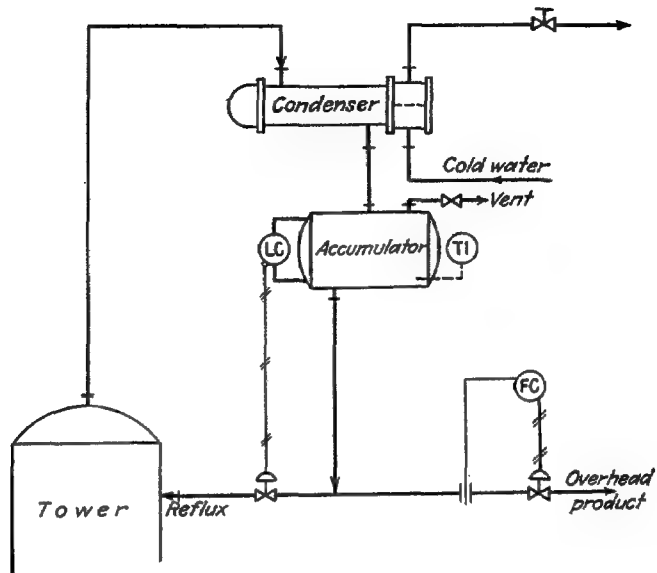 Condenser
Cold water
Vent
LC
Accumulator
TI
FC
Tower
Reflux
Overhead
product